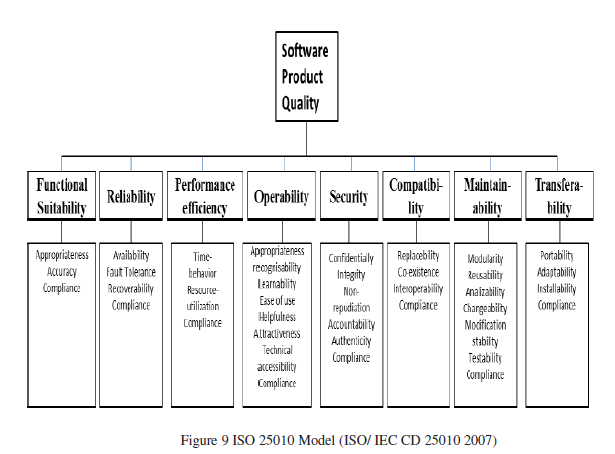 Software
Product
Quality
Functional
Suitability
Reliability
Performance
efficiency
Operability
Security
Compatibi-
lity
Maintain-
ability
Transfera-
bility
Appropriateness
Accuracy
Compliance
Availability
Fault Tolerance
Recoverability
Compliance
Time-
behavior
Resource-
utilization
Compliance
Appropriateness
recognisability
Learnability
Ease of use
Helpfulness
Attractiveness
Technical
accessibility
Compliance
Confidentially
Integrity
Non-
repudiation
Accountability
Authenticity
Compliance
Replacebility
Co-existence
Interoperability
Compliance
Modularity
Reusability
Analizability
Changeability
Modification
stability
Testability
Compliance
Portability
Adaptability
Installability
Compliance
Figure 9 ISO 25010 Model (ISO/ IEC CD 25010 2007)